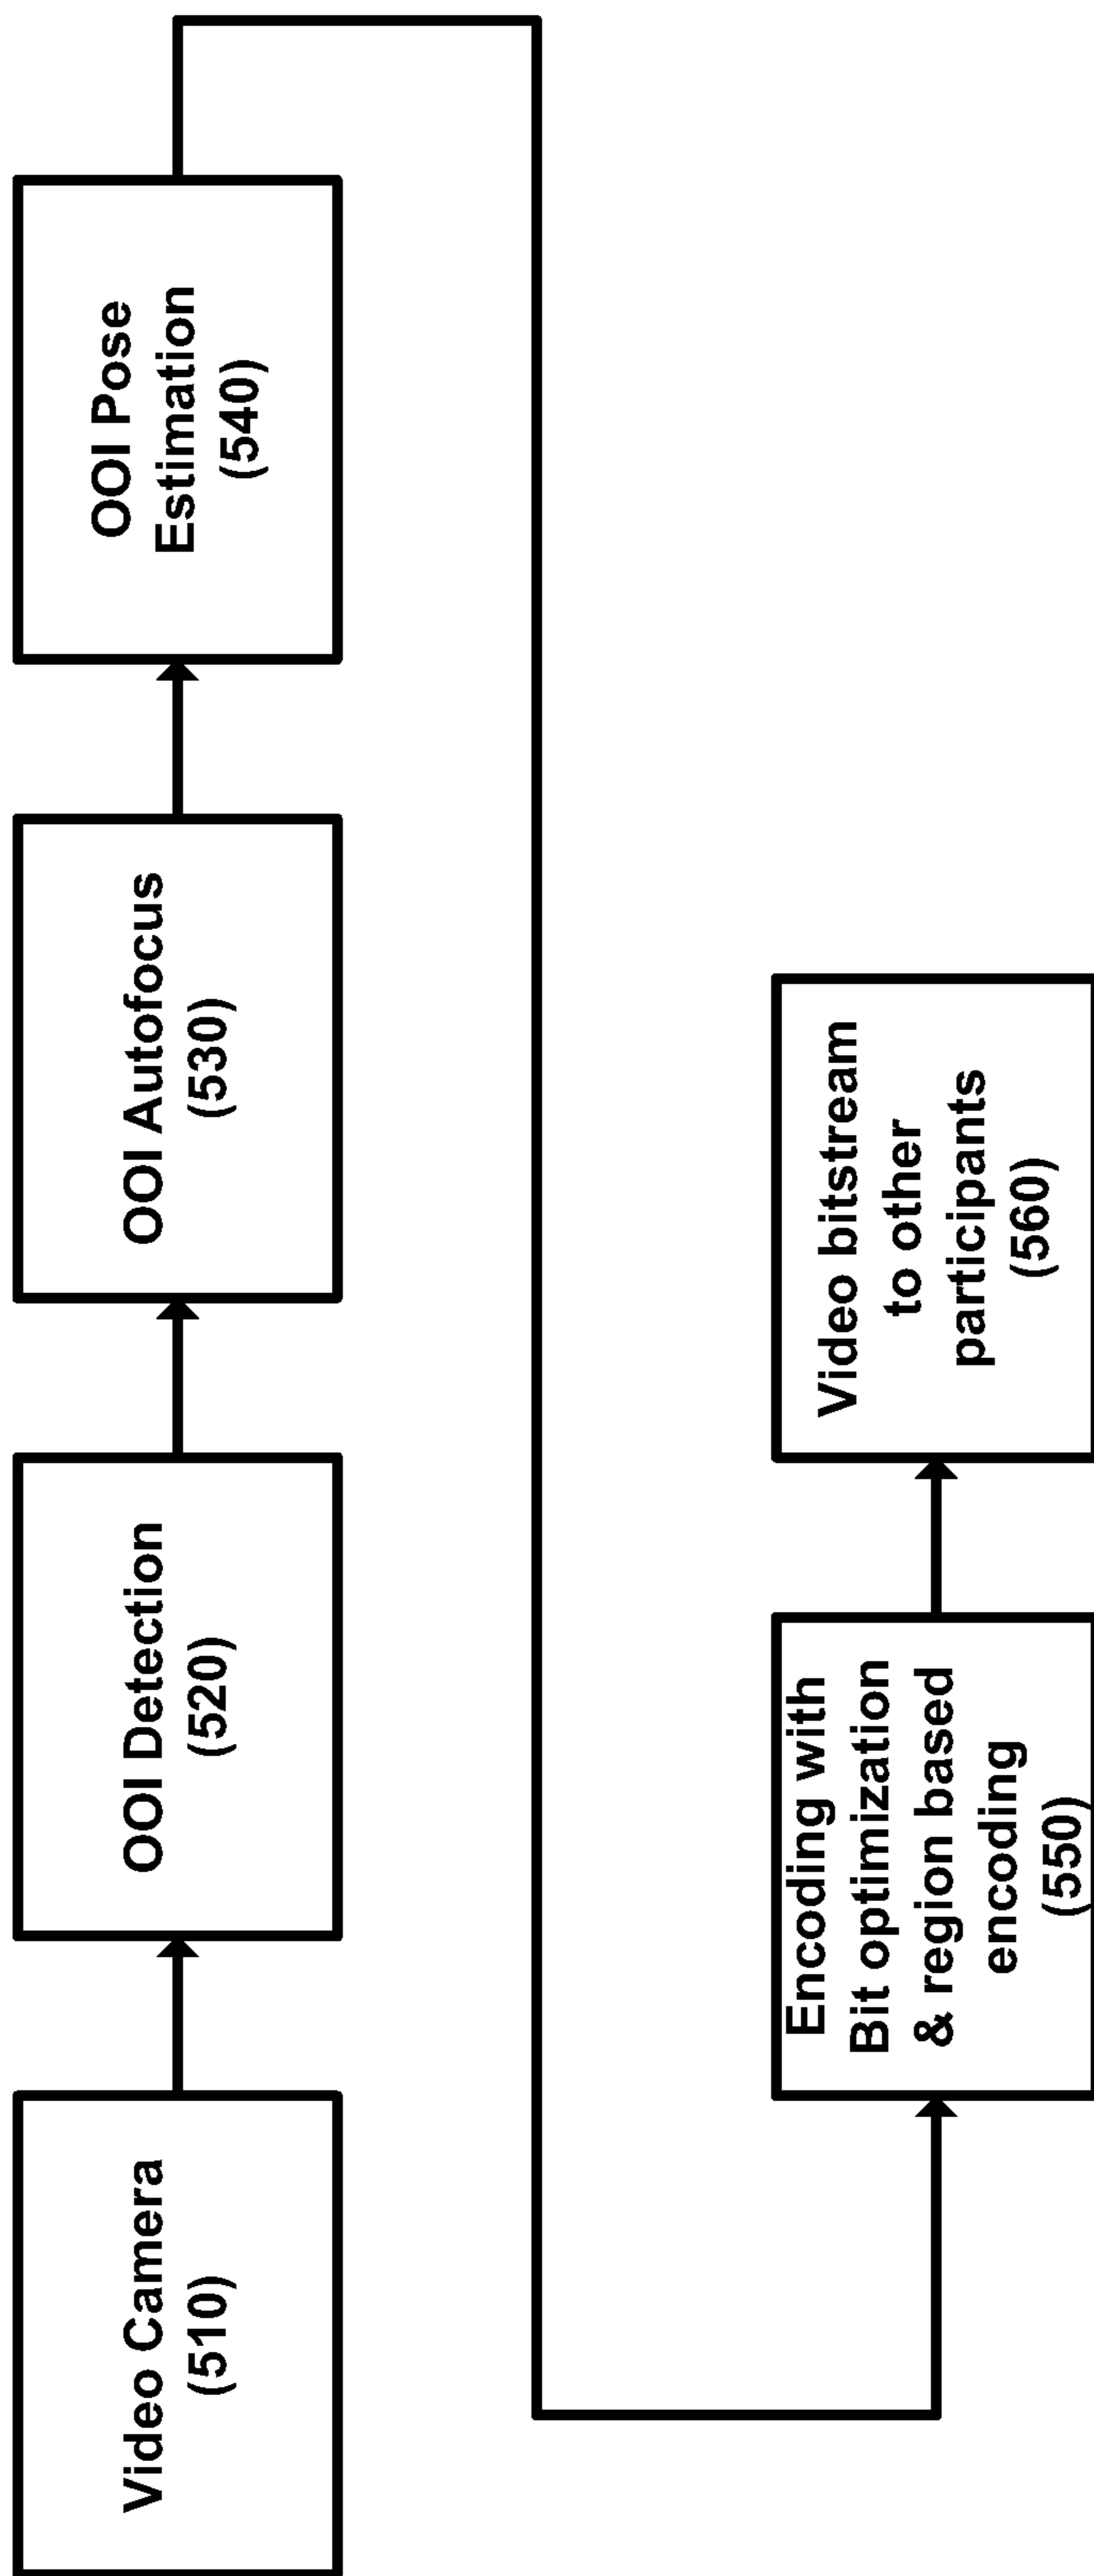 Video Camera
(510)
OOI Detection
(520)
OOI Autofocus
(530)
OOI Pose
Estimation
(540)
Encoding with
Bit optimization
& region based
encoding
(550)
Video bitstream
to other
participants
(560)